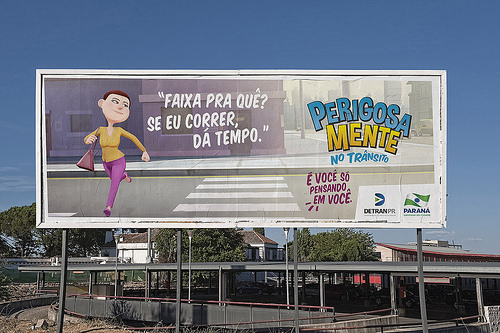 "FAIXA PRA QUÊ?
SE EU CORRER,
DÁ TEMPO."
PERIGOSA
MENTE
NO TRÂNSITO
É VOCÊ SÓ
PENSANDO
EM VOCÊ.
DETRANPR
PARANÁ